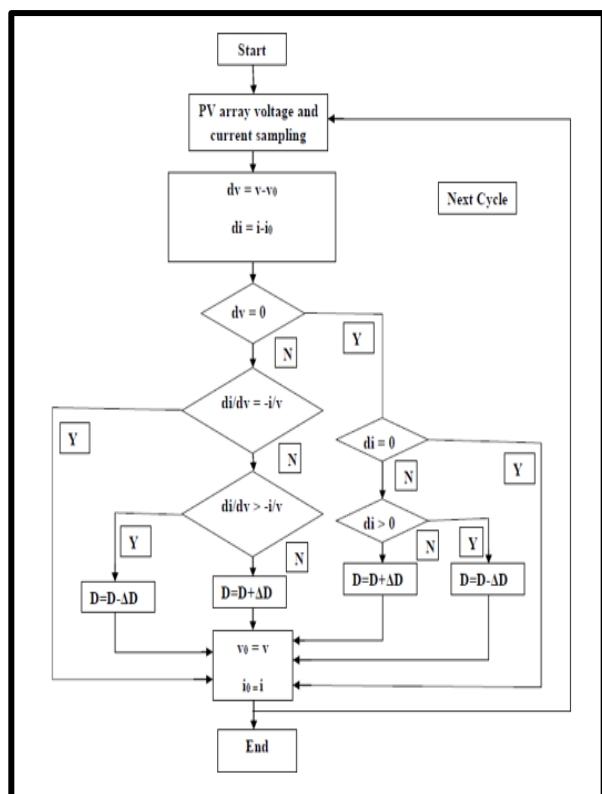 Start
PV array voltage and
current sampling
dv = v-v₀
di = i-i₀
Next Cycle
dv = 0
Y
N
di/dv = -i/v
Y
N
di = 0
Y
N
di/dv > -i/v
Y
N
di > 0
N
Y
D=D-ΔD
D=D+ΔD
D=D+ΔD
D=D-ΔD
v₀ = v
i₀ = i
End